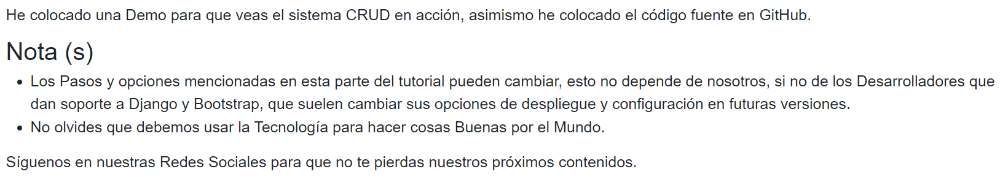 He colocado una Demo para que veas el sistema CRUD en acción, asimismo he colocado el código fuente en GitHub.
Nota (s)
• Los Pasos y opciones mencionadas en esta parte del tutorial pueden cambiar, esto no depende de nosotros, si no de los Desarrolladores que
dan soporte a Django y Bootstrap, que suelen cambiar sus opciones de despliegue y configuración en futuras versiones.
• No olvides que debemos usar la Tecnología para hacer cosas Buenas por el Mundo.
Síguenos en nuestras Redes Sociales para que no te pierdas nuestros próximos contenidos.